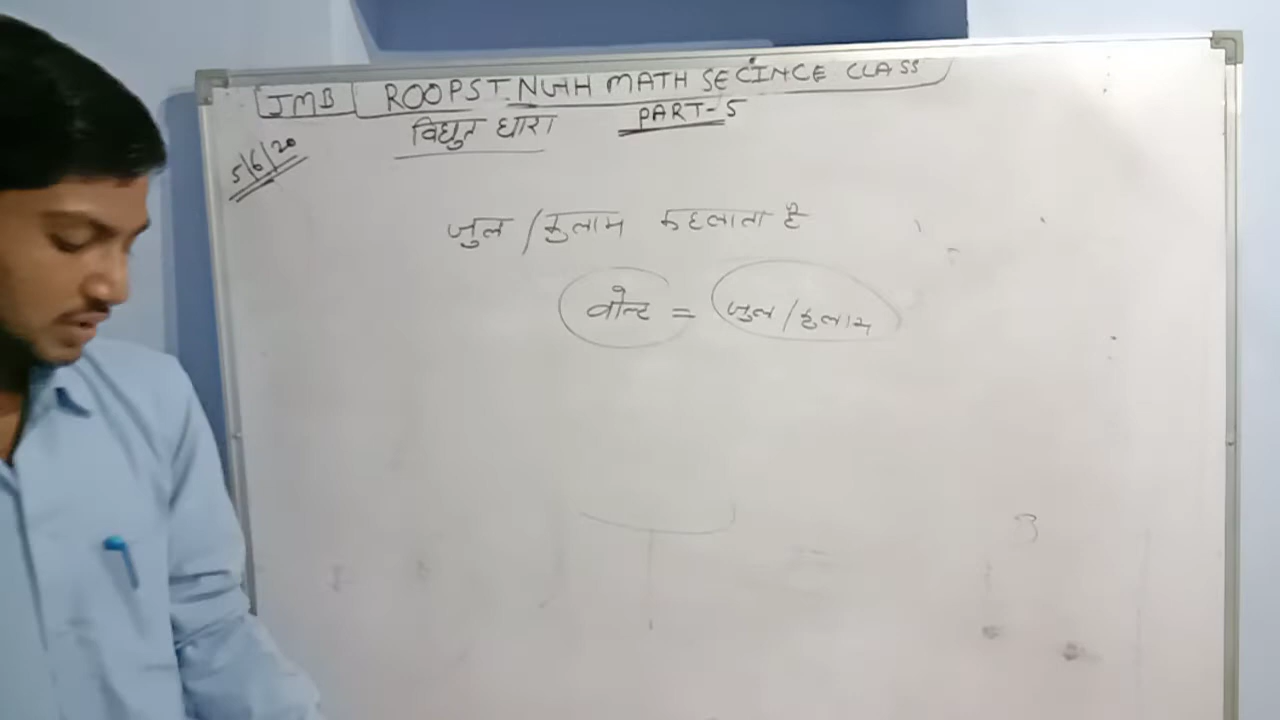 JMB ROOPSINGH MATH SECINCE CLASS
विद्युत धारा PART-5
5/6/20
जुल / कुलाम कहलाता है
वोल्ट = जुल / कुलाम